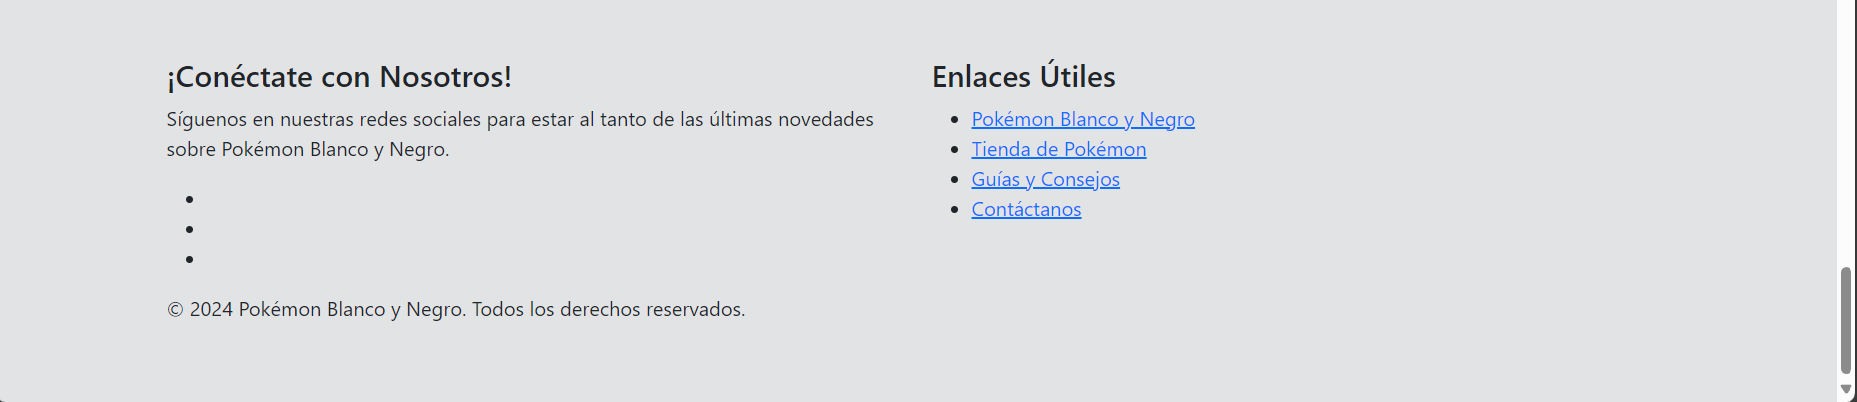 ¡Conéctate con Nosotros!
Síguenos en nuestras redes sociales para estar al tanto de las últimas novedades
sobre Pokémon Blanco y Negro.
© 2024 Pokémon Blanco y Negro. Todos los derechos reservados.
Enlaces Útiles
Pokémon Blanco y Negro
Tienda de Pokémon
Guías y Consejos
Contáctanos